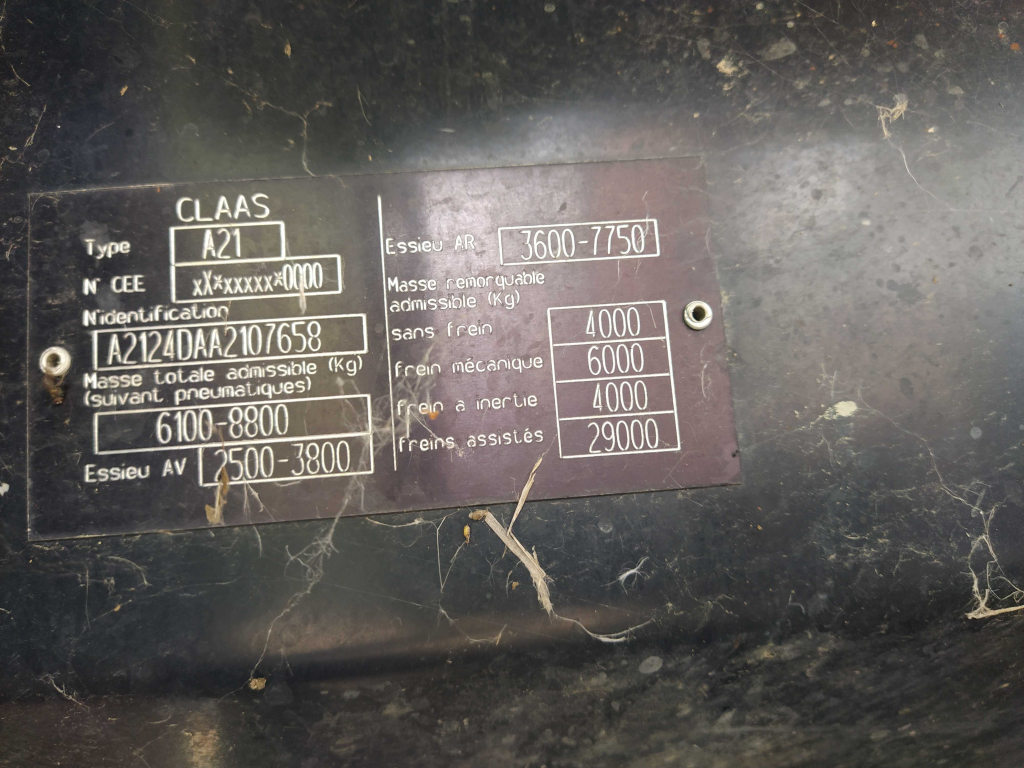 CLAAS
Type A21
N° CEE xX*xxxxx*0000
N'identification
A2124DAA2107658
Masse totale admissible (Kg)
(suivant pneumatiques)
6100-8800
Essieu AV 2500-3800
Essieu AR 3600-7750
Masse remorquable
admissible (Kg)
sans frein 4000
frein mécanique 6000
frein a inertie 4000
freins assistés 29000